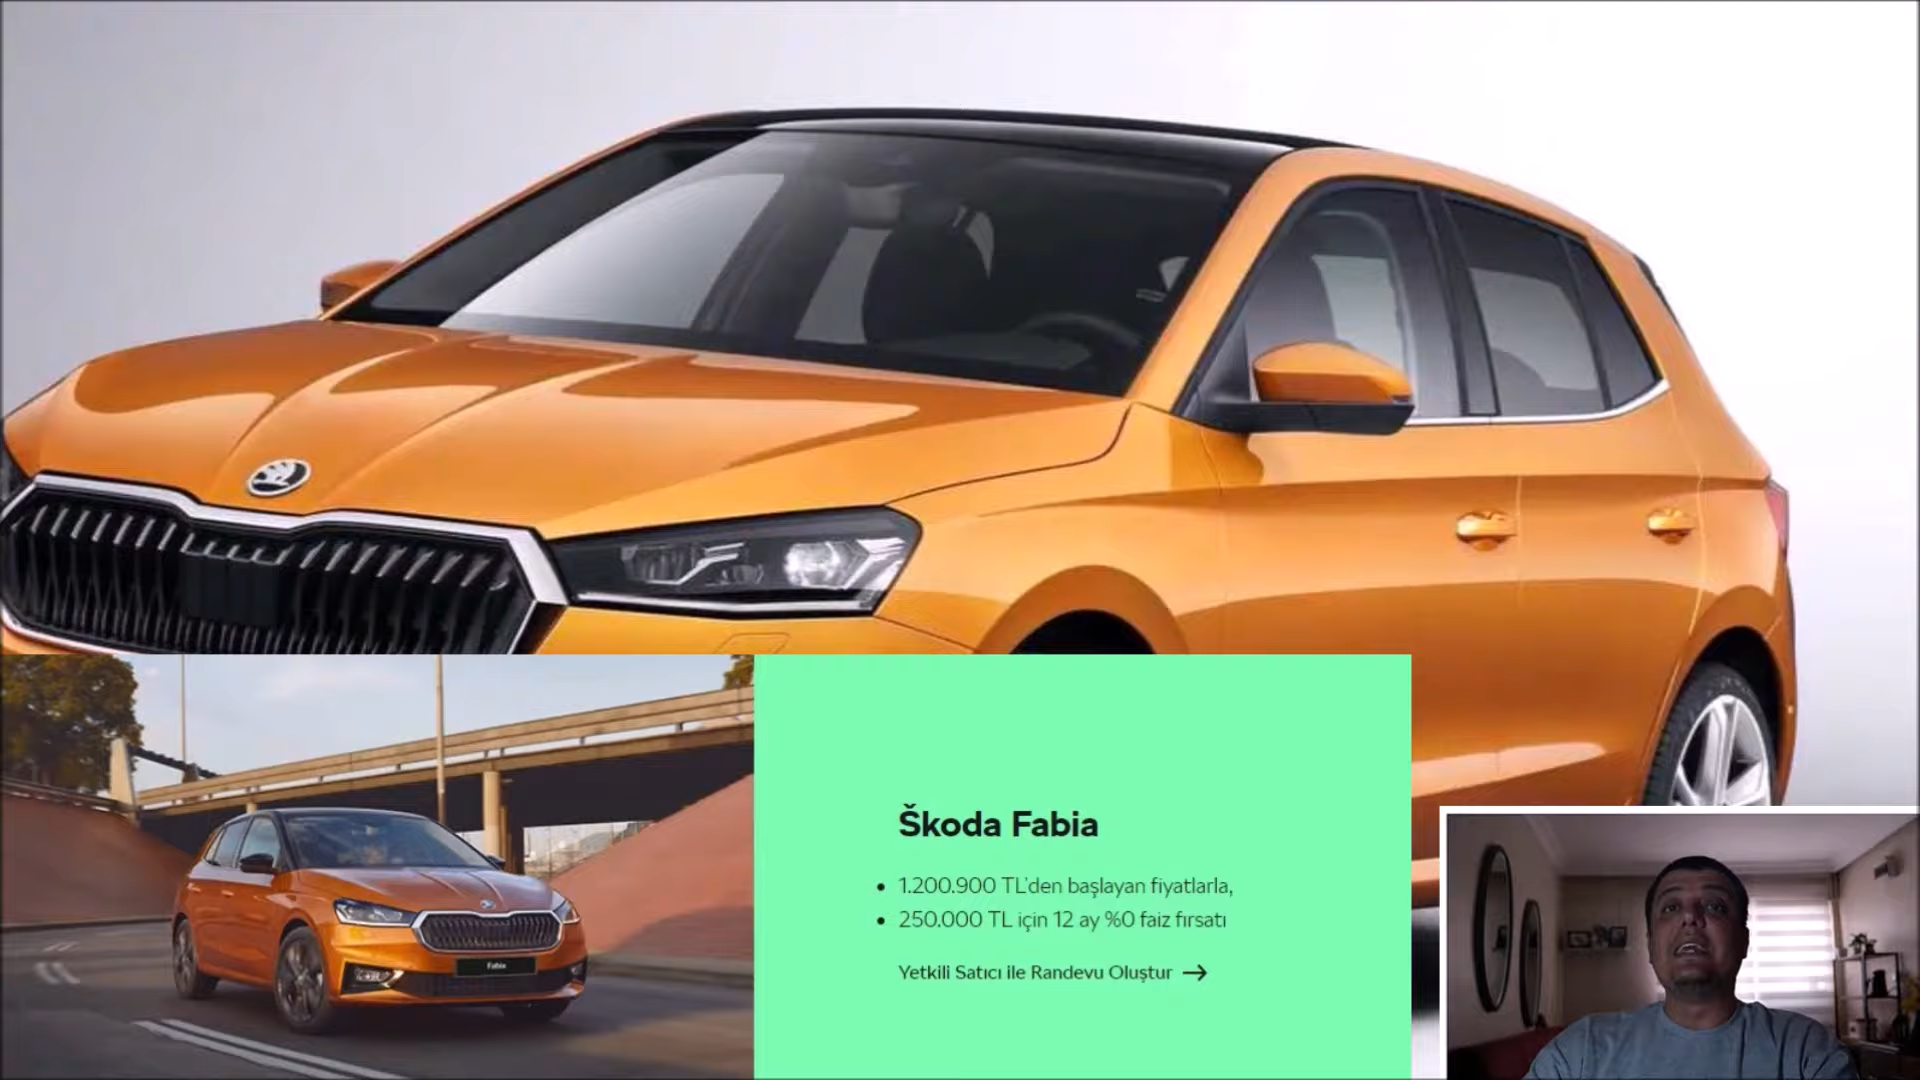 Škoda Fabia
1.200.900 TL'den başlayan fiyatlarla,
250.000 TL için 12 ay %0 faiz fırsatı
Yetkili Satıcı ile Randevu Oluştur →
Fabia